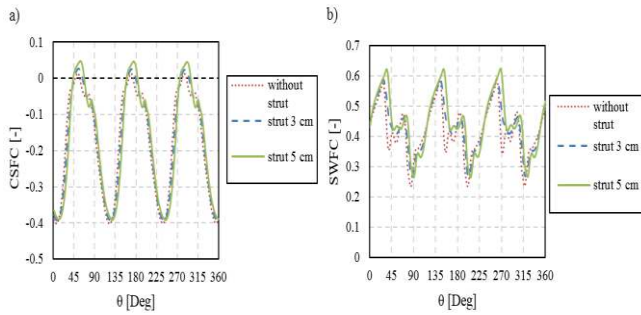 a)
CSFC [-]
0.1
0
-0.1
-0.2
-0.3
-0.4
-0.5
0 45 90 135 180 225 270 315 360
θ [Deg]
without strut
strut 3 cm
strut 5 cm
b)
SWFC [-]
0.7
0.6
0.5
0.4
0.3
0.2
0.1
0
0 45 90 135 180 225 270 315 360
θ [Deg]
without strut
strut 3 cm
strut 5 cm